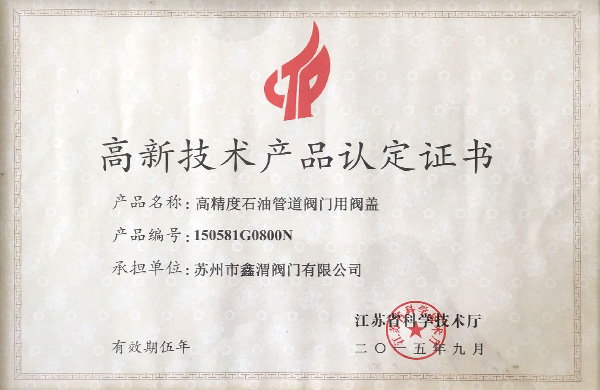 高新技术产品认定证书
产品名称：高精度石油管道阀门用阀盖
产品编号：150581G0800N
承担单位：苏州市鑫渭阀门有限公司
江苏省科学技术厅
有效期伍年
二〇一五年九月